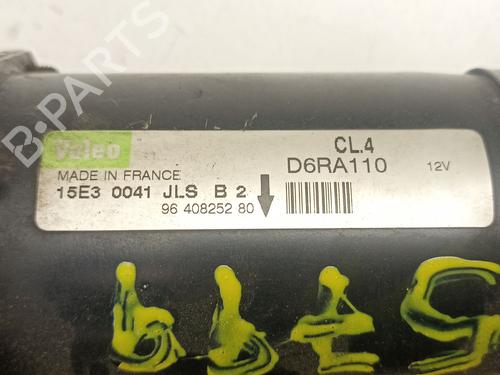 B-PARTS
Valeo
CL.4
MADE IN FRANCE
D6RA110
12V
15E3 0041 JLS B 2
96 408252 80